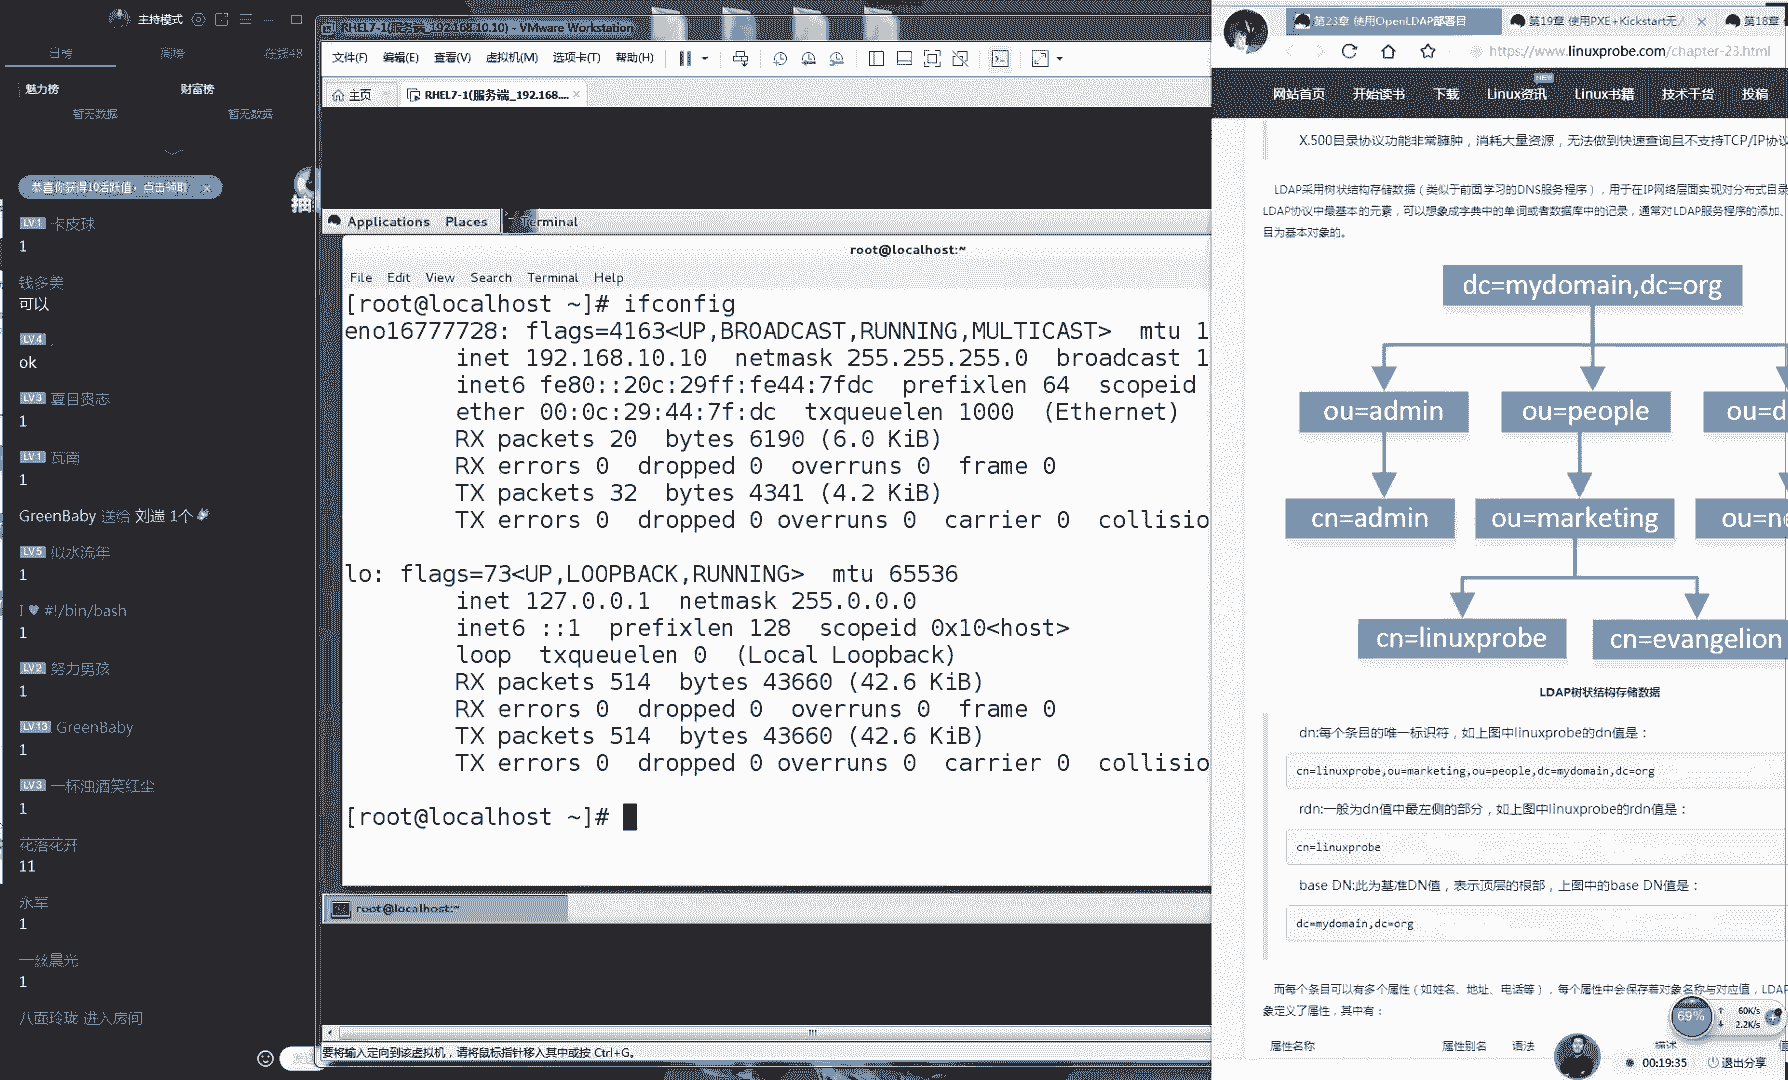 主持模式
日榜 周榜 在线48
魅力榜 财富榜
暂无数据 暂无数据
恭喜你获得10活跃值，点击领取 ×
抽
LV1 卡皮球
1
钱多美
可以
LV4 .
ok
LV3 夏目贵志
1
LV1 瓦南
1
GreenBaby 送给 刘遄 1个
LV5 似水流年
1
I ♥ #!/bin/bash
1
LV2 努力男孩
1
LV13 GreenBaby
1
LV3 一杯浊酒笑红尘
1
花落花开
11
永军
1
一丝晨光
1
八面玲珑 进入房间
RHEL7-1(服务端_192.168.10.10) - VMware Workstation
文件(F) 编辑(E) 查看(V) 虚拟机(M) 选项卡(T) 帮助(H)
主页 RHEL7-1(服务端_192.168.... ×
Applications Places Terminal
root@localhost:~
File Edit View Search Terminal Help
[root@localhost ~]# ifconfig
eno16777728: flags=4163<UP,BROADCAST,RUNNING,MULTICAST> mtu 1
inet 192.168.10.10 netmask 255.255.255.0 broadcast 1
inet6 fe80::20c:29ff:fe44:7fdc prefixlen 64 scopeid
ether 00:0c:29:44:7f:dc txqueuelen 1000 (Ethernet)
RX packets 20 bytes 6190 (6.0 KiB)
RX errors 0 dropped 0 overruns 0 frame 0
TX packets 32 bytes 4341 (4.2 KiB)
TX errors 0 dropped 0 overruns 0 carrier 0 collisio
lo: flags=73<UP,LOOPBACK,RUNNING> mtu 65536
inet 127.0.0.1 netmask 255.0.0.0
inet6 ::1 prefixlen 128 scopeid 0x10<host>
loop txqueuelen 0 (Local Loopback)
RX packets 514 bytes 43660 (42.6 KiB)
RX errors 0 dropped 0 overruns 0 frame 0
TX packets 514 bytes 43660 (42.6 KiB)
TX errors 0 dropped 0 overruns 0 carrier 0 collisio
[root@localhost ~]#
root@localhost:~
要将输入定向到该虚拟机，请将鼠标指针移入其中或按 Ctrl+G。
第23章 使用OpenLDAP部署目 第19章 使用PXE+Kickstart无 × 第18章
https://www.linuxprobe.com/chapter-23.html
NEW
网站首页 开始读书 下载 Linux资讯 Linux书籍 技术干货 投稿
X.500目录协议功能非常臃肿，消耗大量资源，无法做到快速查询且不支持TCP/IP协议
LDAP采用树状结构存储数据（类似于前面学习的DNS服务程序），用于在IP网络层面实现对分布式目录
LDAP协议中最基本的元素，可以想象成字典中的单词或者数据库中的记录，通常对LDAP服务程序的添加、
目为基本对象的。
dc=mydomain,dc=org
ou=admin ou=people ou=d
cn=admin ou=marketing ou=ne
cn=linuxprobe cn=evangelion
LDAP树状结构存储数据
dn:每个条目的唯一标识符，如上图中linuxprobe的dn值是：
cn=linuxprobe,ou=marketing,ou=people,dc=mydomain,dc=org
rdn:一般为dn值中最左侧的部分，如上图中linuxprobe的rdn值是：
cn=linuxprobe
base DN:此为基准DN值，表示顶层的根部，上图中的base DN值是：
dc=mydomain,dc=org
而每个条目可以有多个属性（如姓名、地址、电话等），每个属性中会保存着对象名称与对应值，LDAP
象定义了属性，其中有：
69% 60K/s
2.2K/s
属性名称 属性别名 语法 描述 值
00:19:35 退出分享